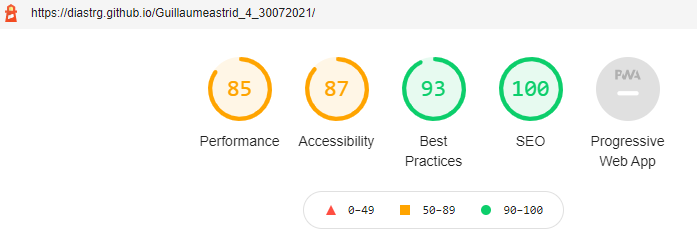 https://diastrg.github.io/Guillaumeastrid_4_30072021/
85
87
93
100
PWA
Performance
Accessibility
Best
Practices
SEO
Progressive
Web App
0–49
50–89
90–100